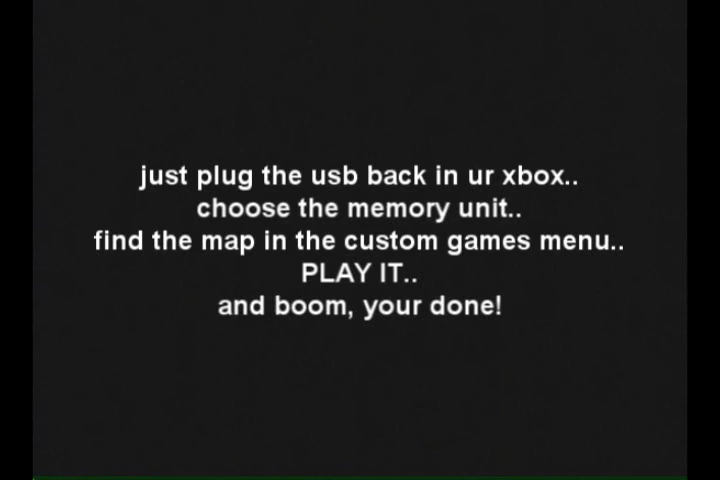 just plug the usb back in ur xbox..
choose the memory unit..
find the map in the custom games menu..
PLAY IT..
and boom, your done!